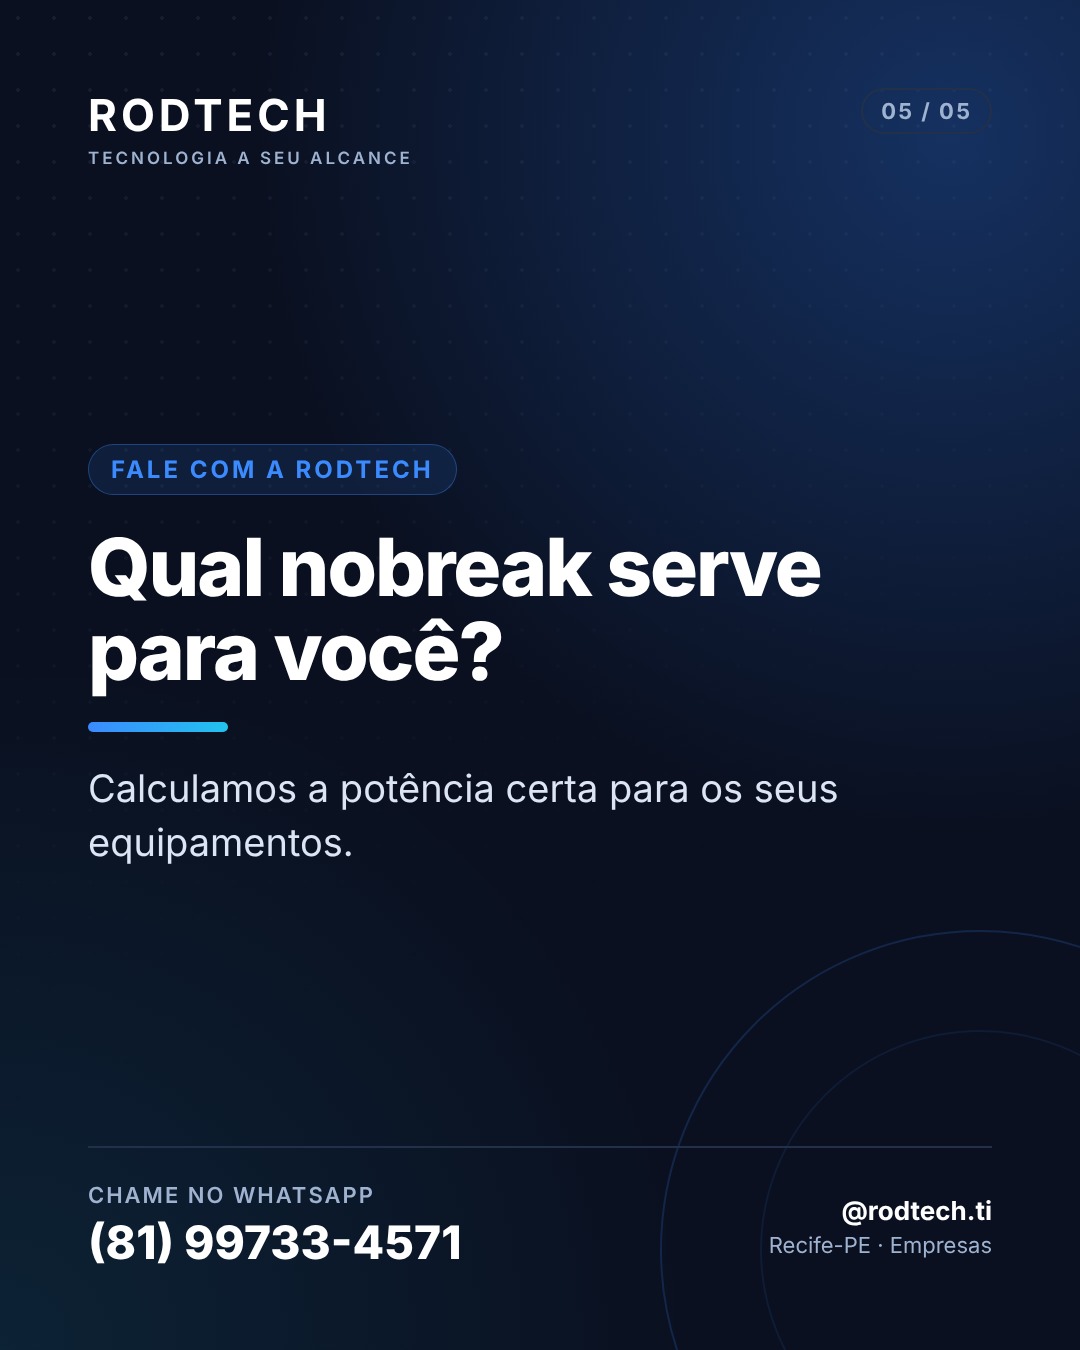 RODTECH
TECNOLOGIA A SEU ALCANCE
05 / 05
FALE COM A RODTECH
Qual nobreak serve
para você?
Calculamos a potência certa para os seus
equipamentos.
CHAME NO WHATSAPP
(81) 99733-4571
@rodtech.ti
Recife-PE · Empresas